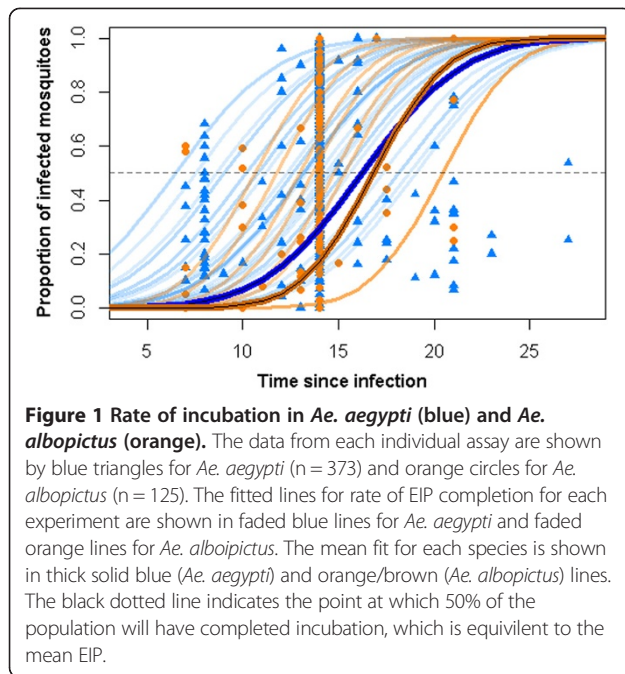 Proportion of infected mosquitoes
1.0
0.8
0.6
0.4
0.2
0.0
5 10 15 20 25
Time since infection
Figure 1 Rate of incubation in Ae. aegypti (blue) and Ae.
albopictus (orange). The data from each individual assay are shown
by blue triangles for Ae. aegypti (n = 373) and orange circles for Ae.
albopictus (n = 125). The fitted lines for rate of EIP completion for each
experiment are shown in faded blue lines for Ae. aegypti and faded
orange lines for Ae. alboipictus. The mean fit for each species is shown
in thick solid blue (Ae. aegypti) and orange/brown (Ae. albopictus) lines.
The black dotted line indicates the point at which 50% of the
population will have completed incubation, which is equivilent to the
mean EIP.